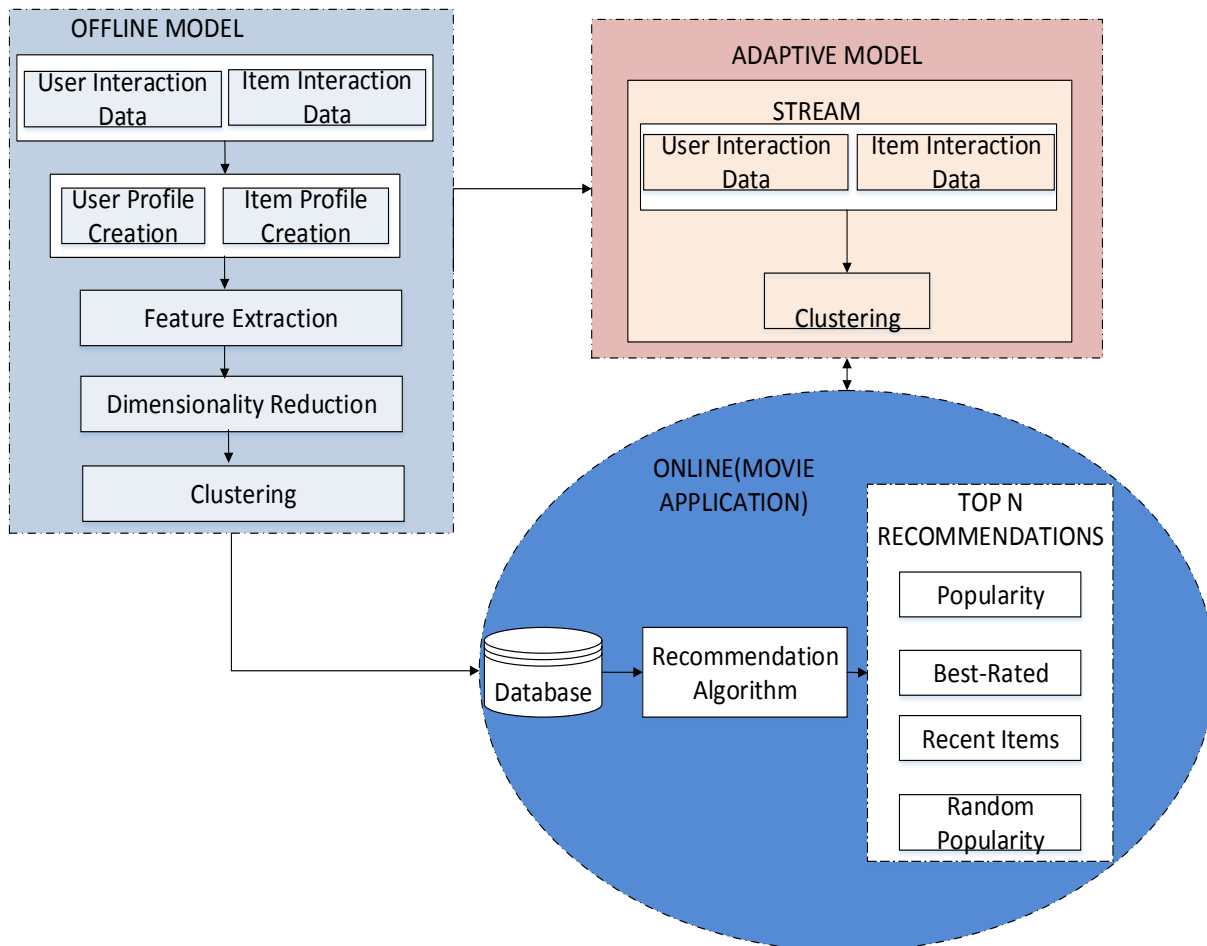 OFFLINE MODEL
User Interaction
Data
Item Interaction
Data
User Profile
Creation
Item Profile
Creation
Feature Extraction
Dimensionality Reduction
Clustering
ADAPTIVE MODEL
STREAM
User Interaction
Data
Item Interaction
Data
Clustering
ONLINE(MOVIE
APPLICATION)
Database
Recommendation
Algorithm
TOP N
RECOMMENDATIONS
Popularity
Best-Rated
Recent Items
Random
Popularity